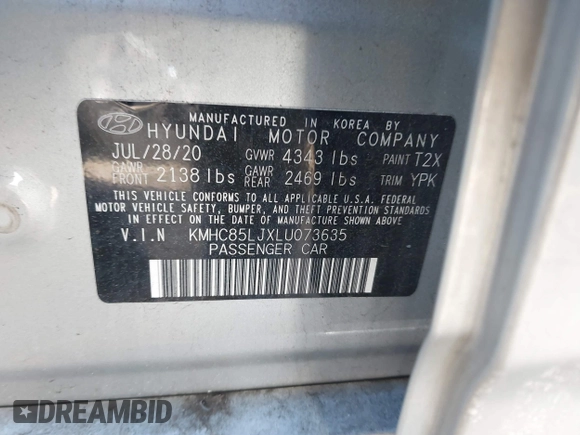 MANUFACTURED IN KOREA BY
HYUNDAI MOTOR COMPANY
JUL/28/20 GVWR 4343 lbs PAINT T2X
GAWR FRONT 2138 lbs GAWR REAR 2469 lbs TRIM YPK
THIS VEHICLE CONFORMS TO ALL APPLICABLE U.S.A. FEDERAL
MOTOR VEHICLE SAFETY, BUMPER, AND THEFT PREVENTION STANDARDS
IN EFFECT ON THE DATE OF MANUFACTURE SHOWN ABOVE
V.I.N KMHC85LJXLU073635
PASSENGER CAR
DREAMBID